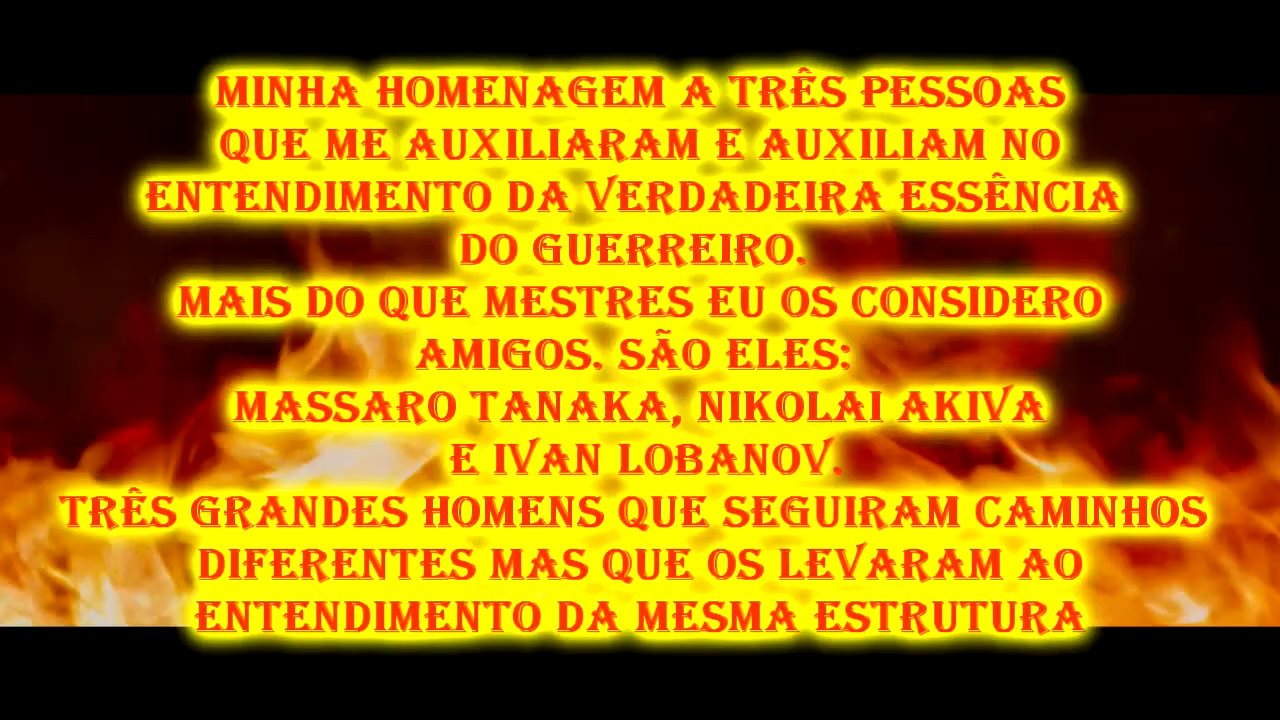 MINHA HOMENAGEM A TRÊS PESSOAS
QUE ME AUXILIARAM E AUXILIAM NO
ENTENDIMENTO DA VERDADEIRA ESSÊNCIA
DO GUERREIRO.
MAIS DO QUE MESTRES EU OS CONSIDERO
AMIGOS. SÃO ELES:
MASSARO TANAKA, NIKOLAI AKIVA
E IVAN LOBANOV.
TRÊS GRANDES HOMENS QUE SEGUIRAM CAMINHOS
DIFERENTES MAS QUE OS LEVARAM AO
ENTENDIMENTO DA MESMA ESTRUTURA